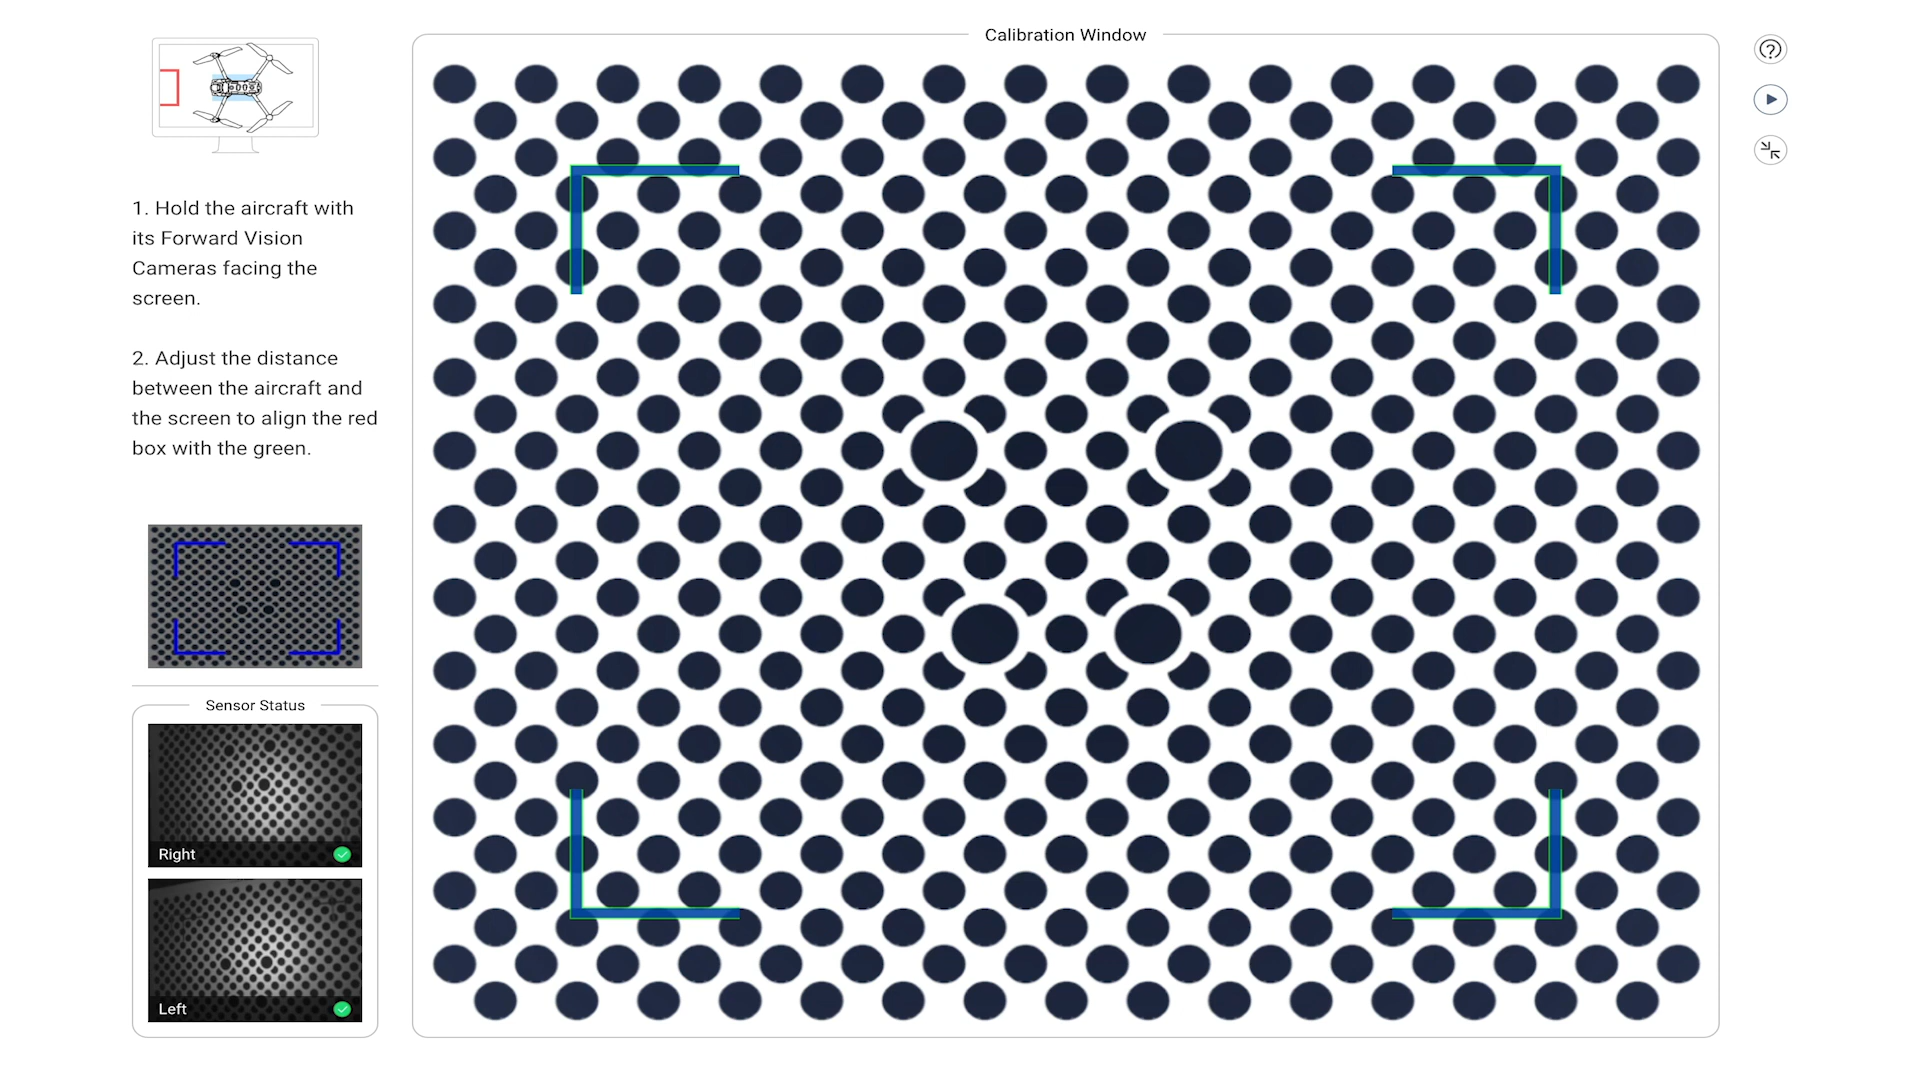 Calibration Window
1. Hold the aircraft with
its Forward Vision
Cameras facing the
screen.
2. Adjust the distance
between the aircraft and
the screen to align the red
box with the green.
Sensor Status
Right
Left